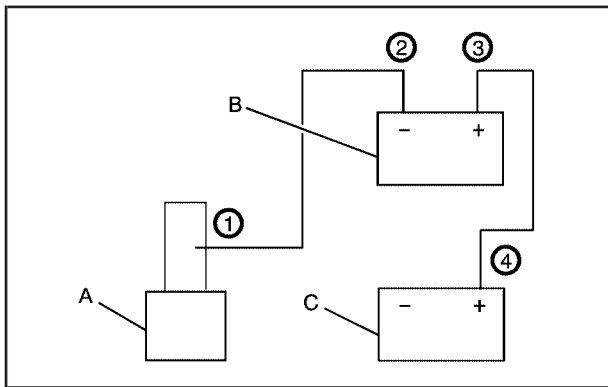 ② ③
B
− +
①
④
A
C
− +